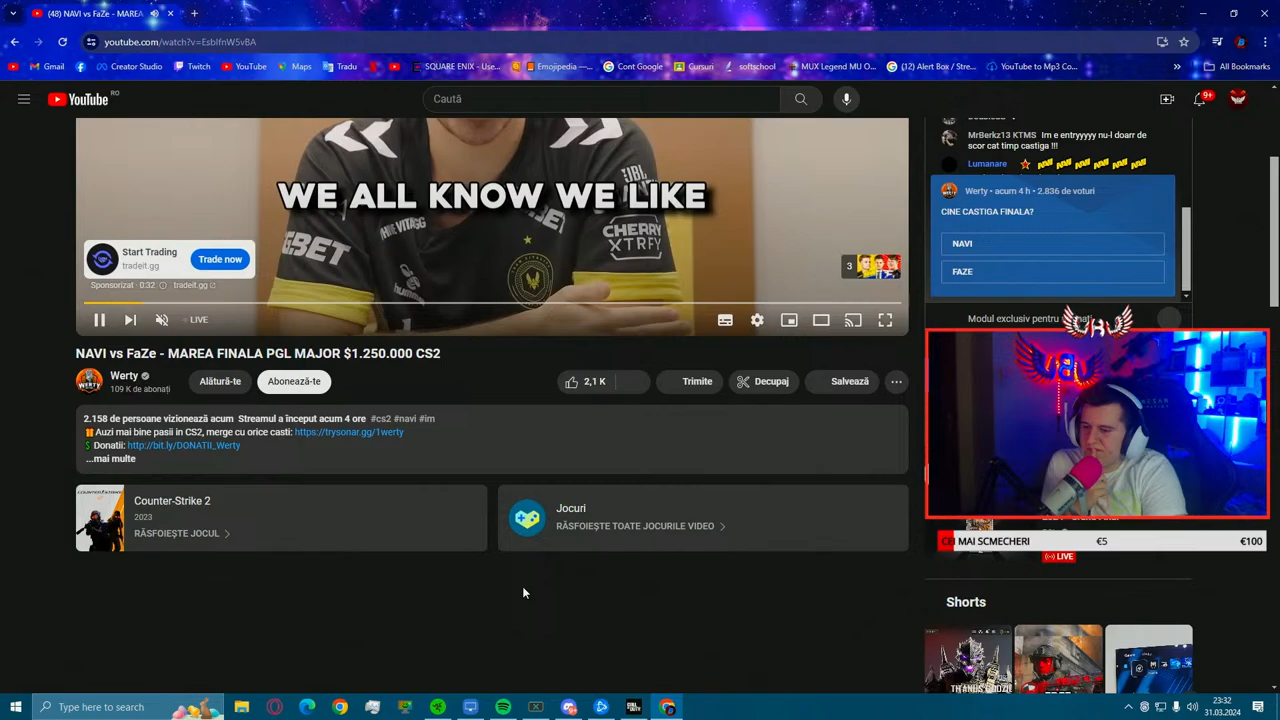 (48) NAVI vs FaZe - MAREA
youtube.com/watch?v=EsbIfnW5vBA
Gmail
Creator Studio
Twitch
YouTube
Maps
Tradu
SQUARE ENIX - Use...
Emojipedia —...
Cont Google
Cursuri
softschool
MUX Legend MU O...
(12) Alert Box / Stre...
YouTube to Mp3 Co...
All Bookmarks
YouTube RO
Caută
9+
MrBerkz13 KTMS Im e entryyyyy nu-l doarr de
scor cat timp castiga !!!
Lumanare
Werty • acum 4 h • 2.836 de voturi
CINE CASTIGA FINALA?
NAVI
FAZE
WE ALL KNOW WE LIKE
JBL
CHERRY
XTRFY
Start Trading
tradeit.gg
Trade now
Sponsorizat · 0:32
tradeit.gg
3
LIVE
NAVI vs FaZe - MAREA FINALA PGL MAJOR $1.250.000 CS2
Werty
109 K de abonați
Alătură-te
Abonează-te
2,1 K
Trimite
Decupaj
Salvează
2.158 de persoane vizionează acum Streamul a început acum 4 ore #cs2 #navi #im
Auzi mai bine pasii in CS2, merge cu orice casti: https://trysonar.gg/1werty
Donatii: http://bit.ly/DONATII_Werty
...mai multe
Counter-Strike 2
2023
RĂSFOIEȘTE JOCUL
Jocuri
RĂSFOIEȘTE TOATE JOCURILE VIDEO
CEI MAI SCMECHERI
€5
€100
LIVE
Shorts
Type here to search
23:32
31.03.2024